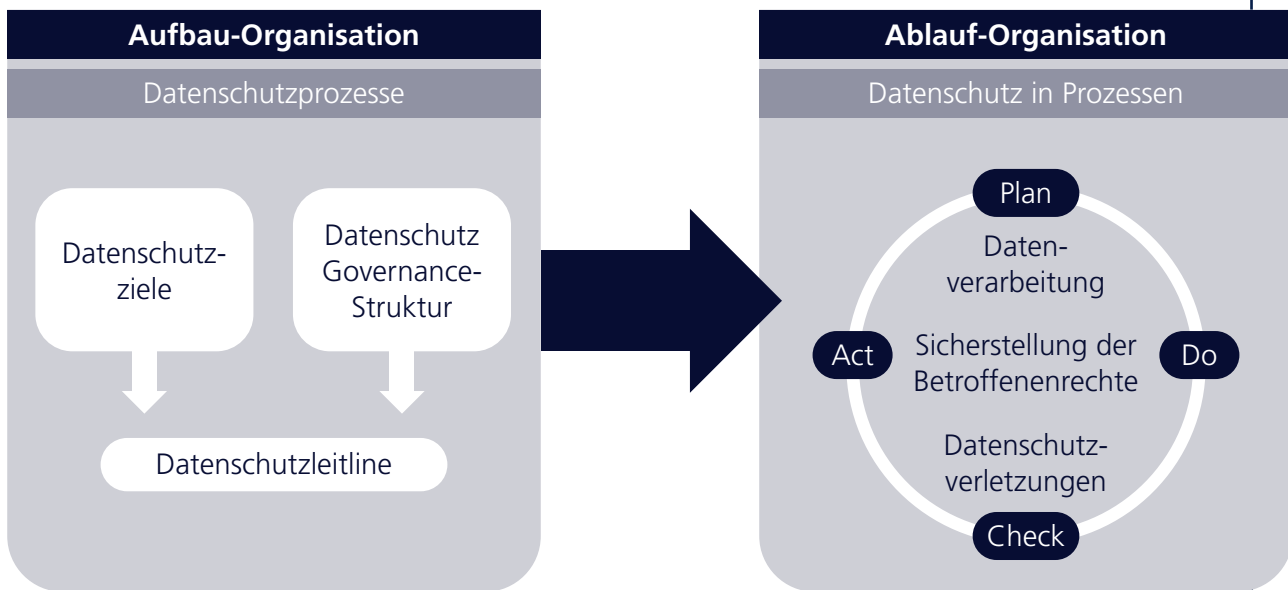 Aufbau-Organisation
Datenschutzprozesse
Datenschutz-
ziele
Datenschutz
Governance-
Struktur
Datenschutzleitline
Ablauf-Organisation
Datenschutz in Prozessen
Plan
Daten-
verarbeitung
Act
Sicherstellung der
Betroffenenrechte
Do
Datenschutz-
verletzungen
Check